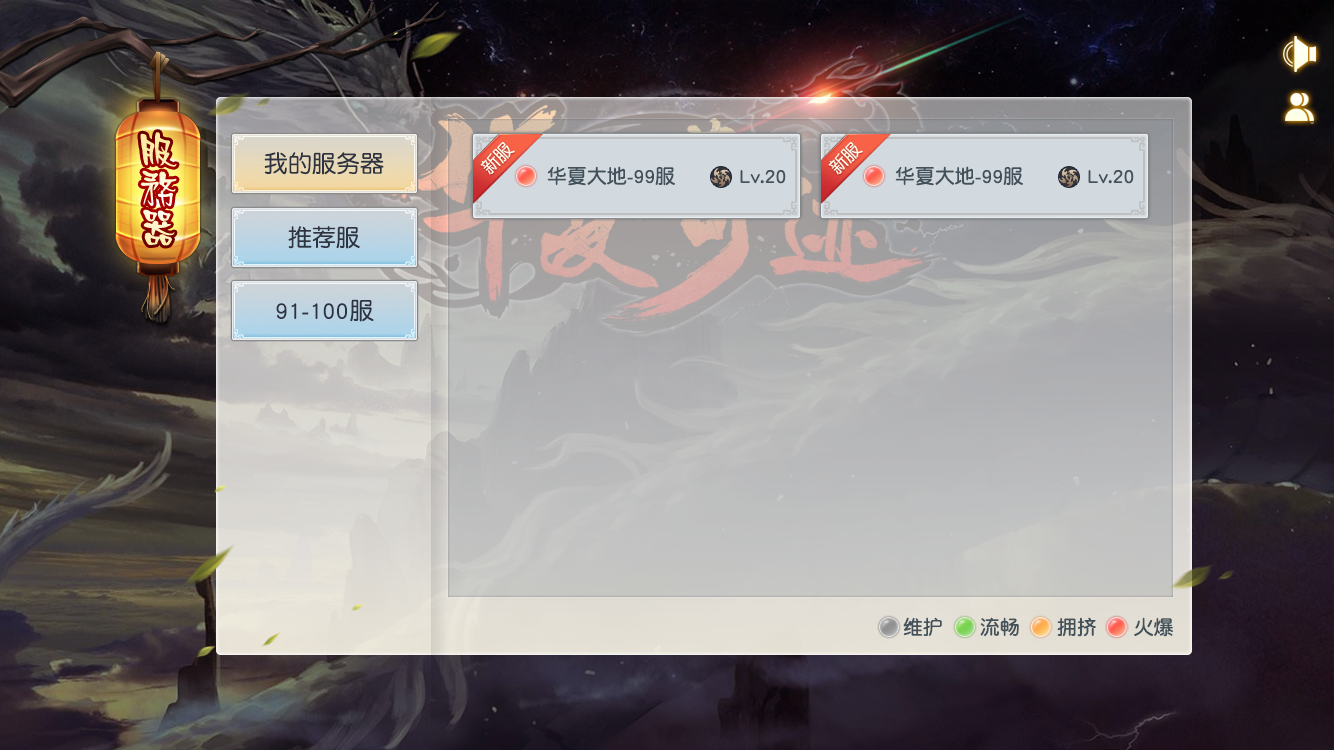 服務器
我的服务器
推荐服
91-100服
新服
华夏大地-99服
Lv.20
新服
华夏大地-99服
Lv.20
维护
流畅
拥挤
火爆